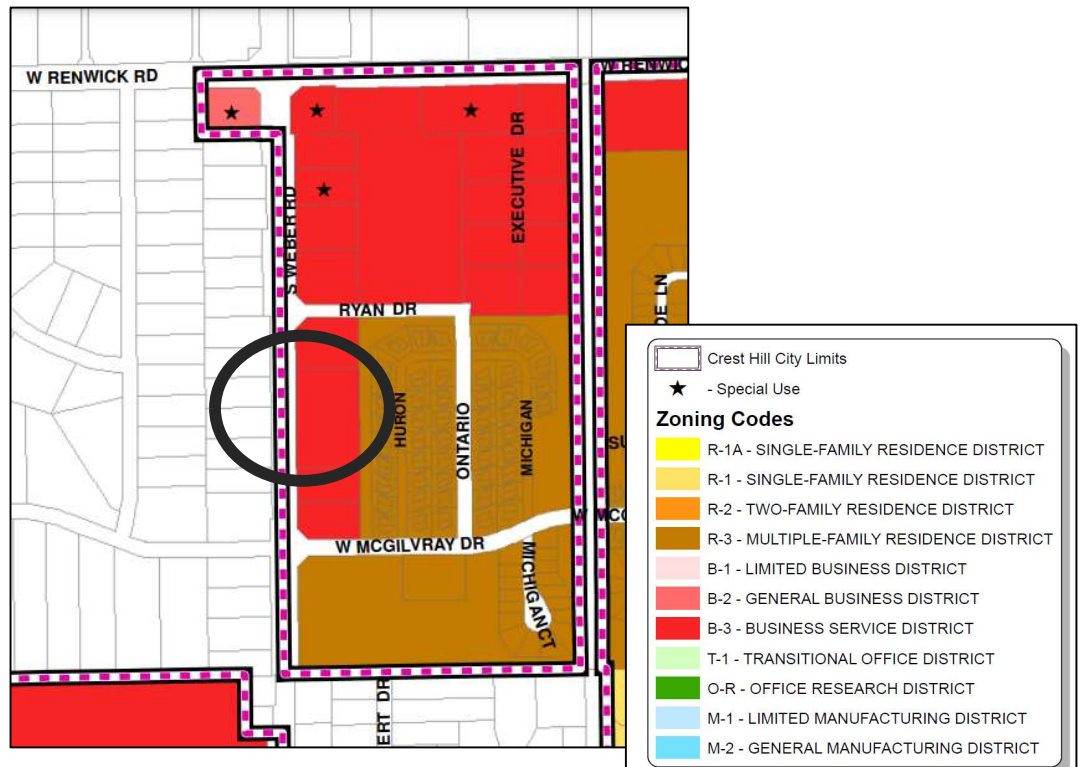 W RENWICK RD
W RENWIC
EXECUTIVE DR
S WEBER RD
RYAN DR
DE LN
HURON
ONTARIO
MICHIGAN
SU
W MCG
W MCGILVRAY DR
MICHIGAN CT
ERT DR
Crest Hill City Limits
★ - Special Use
Zoning Codes
R-1A - SINGLE-FAMILY RESIDENCE DISTRICT
R-1 - SINGLE-FAMILY RESIDENCE DISTRICT
R-2 - TWO-FAMILY RESIDENCE DISTRICT
R-3 - MULTIPLE-FAMILY RESIDENCE DISTRICT
B-1 - LIMITED BUSINESS DISTRICT
B-2 - GENERAL BUSINESS DISTRICT
B-3 - BUSINESS SERVICE DISTRICT
T-1 - TRANSITIONAL OFFICE DISTRICT
O-R - OFFICE RESEARCH DISTRICT
M-1 - LIMITED MANUFACTURING DISTRICT
M-2 - GENERAL MANUFACTURING DISTRICT